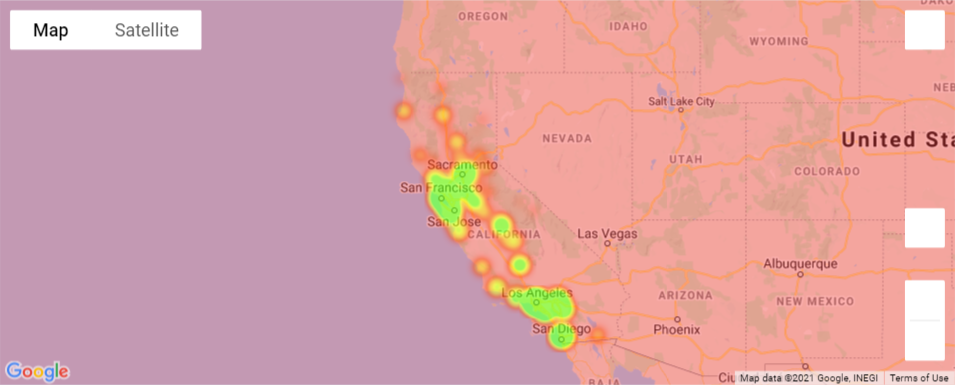 Map
Satellite
OREGON
IDAHO
WYOMING
Salt Lake City
NEVADA
UTAH
COLORADO
United Sta
Sacramento
San Francisco
San Jose
CALIFORNIA
Las Vegas
Albuquerque
Los Angeles
ARIZONA
NEW MEXICO
San Diego
Phoenix
Google
BAJA
Ciu
Map data ©2021 Google, INEGI
Terms of Use
NEB